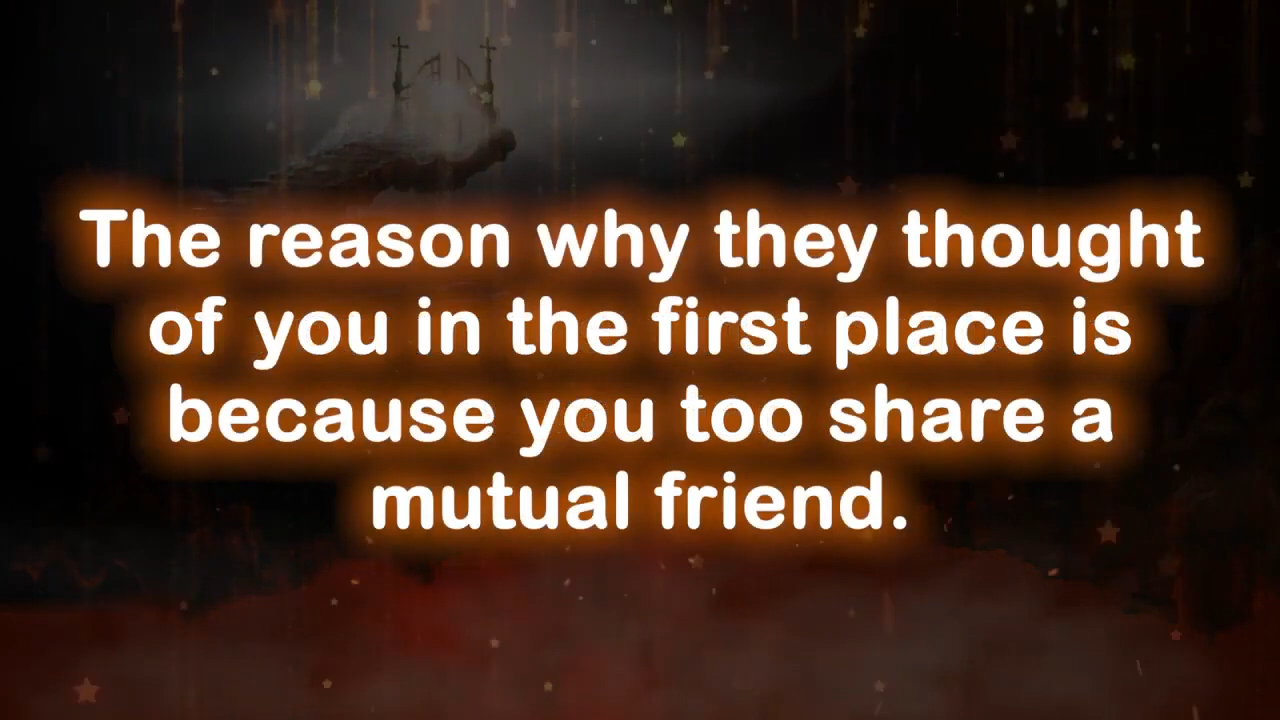 The reason why they thought
of you in the first place is
because you too share a
mutual friend.